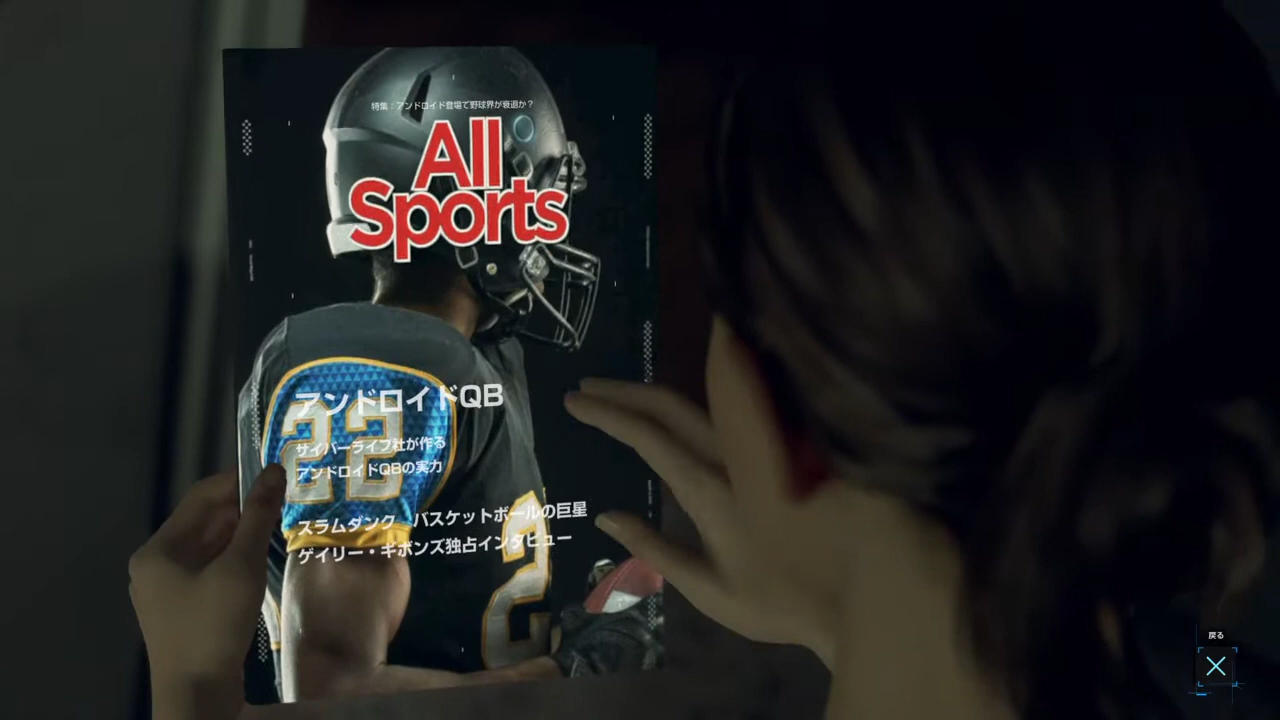 特集：アンドロイド登場で野球界が衰退か？
All
Sports
アンドロイドQB
22
サイバーライフ社が作る
アンドロイドQBの実力
スラムダンク　バスケットボールの巨星
ゲイリー・ギボンズ独占インタビュー
2
戻る